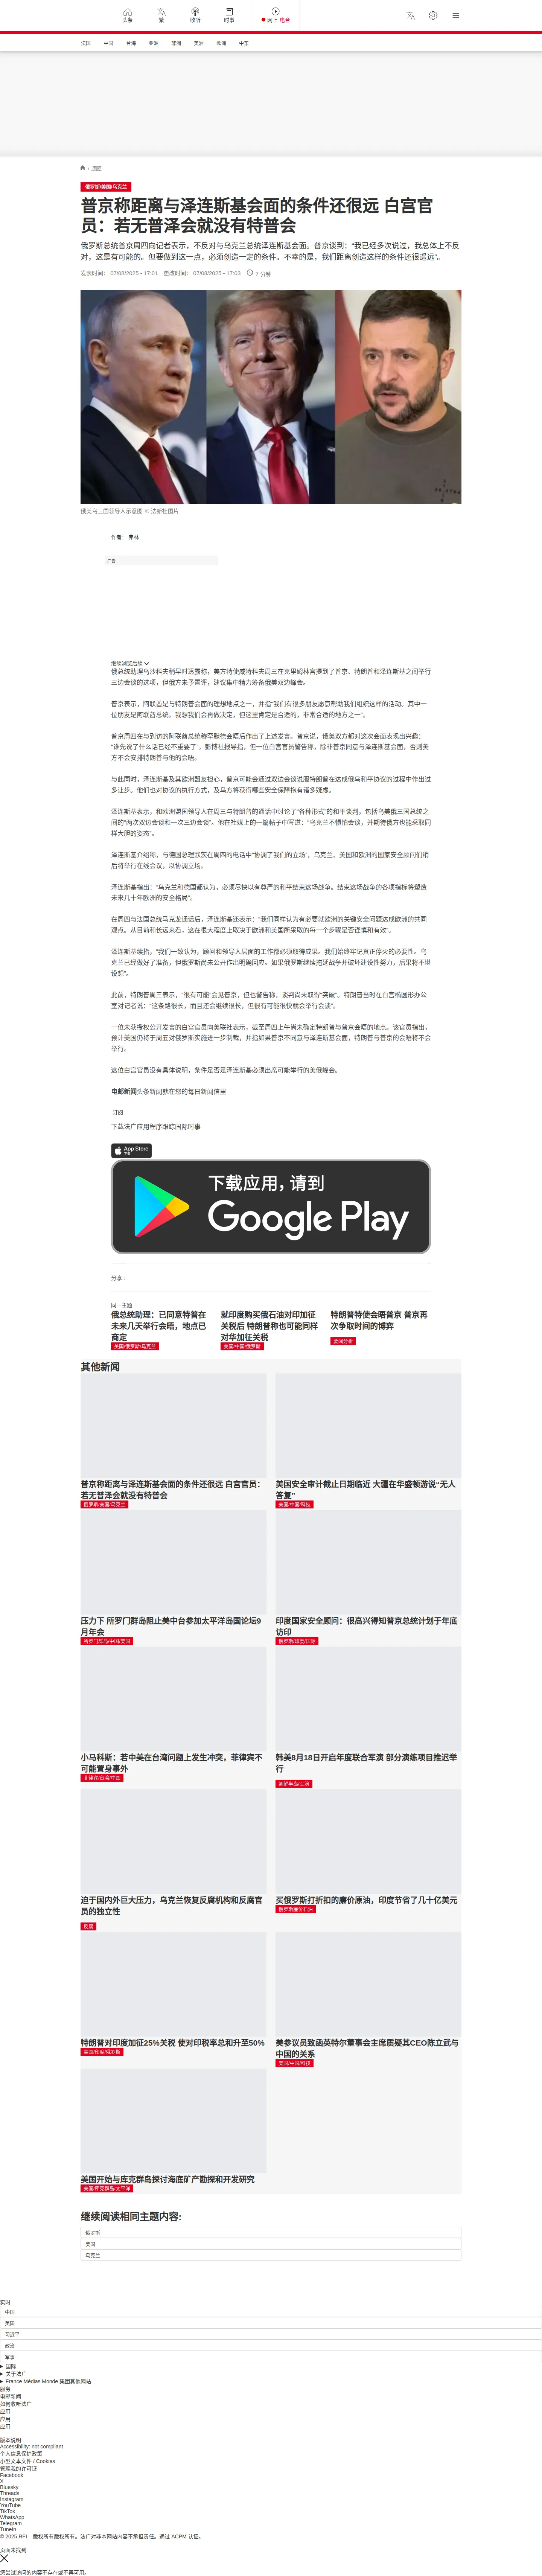 头条
繁
收听
时事
网上 电台
法国
中国
台海
亚洲
非洲
美洲
欧洲
中东
/ 国际
俄罗斯/美国/乌克兰
普京称距离与泽连斯基会面的条件还很远 白宫官
员：若无普泽会就没有特普会
俄罗斯总统普京周四向记者表示，不反对与乌克兰总统泽连斯基会面。普京谈到：“我已经多次说过，我总体上不反
对，这是有可能的。但要做到这一点，必须创造一定的条件。不幸的是，我们距离创造这样的条件还很遥远”。
发表时间： 07/08/2025 - 17:01 更改时间： 07/08/2025 - 17:03 7 分钟
俄美乌三国领导人示意图 © 法新社图片
作者： 弗林
广告
继续浏览后续
俄总统助理乌沙科夫稍早时透露称，美方特使威特科夫周三在克里姆林宫提到了普京、特朗普和泽连斯基之间举行
三边会谈的选项，但俄方未予置评，建议集中精力筹备俄美双边峰会。
普京表示，阿联酋是与特朗普会面的理想地点之一，并指“我们有很多朋友愿意帮助我们组织这样的活动。其中一
位朋友是阿联酋总统。我想我们会再做决定，但这里肯定是合适的，非常合适的地方之一”。
普京周四在与到访的阿联酋总统穆罕默德会晤后作出了上述发言。普京说，俄美双方都对这次会面表现出兴趣：
“谁先说了什么话已经不重要了”。彭博社报导指，但一位白宫官员警告称，除非普京同意与泽连斯基会面，否则美
方不会安排特朗普与他的会晤。
与此同时，泽连斯基及其欧洲盟友担心，普京可能会通过双边会谈说服特朗普在达成俄乌和平协议的过程中作出过
多让步。他们也对协议的执行方式，及乌方将获得哪些安全保障抱有诸多疑虑。
泽连斯基表示，和欧洲盟国领导人在周三与特朗普的通话中讨论了“各种形式”的和平谈判，包括乌美俄三国总统之
间的“两次双边会谈和一次三边会谈”。他在社媒上的一篇帖子中写道：“乌克兰不惧怕会谈，并期待俄方也能采取同
样大胆的姿态”。
泽连斯基介绍称，与德国总理默茨在周四的电话中“协调了我们的立场”，乌克兰、美国和欧洲的国家安全顾问们稍
后将举行在线会议，以协调立场。
泽连斯基指出：“乌克兰和德国都认为，必须尽快以有尊严的和平结束这场战争。结束这场战争的各项指标将塑造
未来几十年欧洲的安全格局”。
在周四与法国总统马克龙通话后，泽连斯基还表示：“我们同样认为有必要就欧洲的关键安全问题达成欧洲的共同
观点。从目前和长远来看，这在很大程度上取决于欧洲和美国所采取的每一个步骤是否谨慎和有效”。
泽连斯基续指，“我们一致认为，顾问和领导人层面的工作都必须取得成果。我们始终牢记真正停火的必要性。乌
克兰已经做好了准备，但俄罗斯尚未公开作出明确回应。如果俄罗斯继续拖延战争并破坏建设性努力，后果将不堪
设想”。
此前，特朗普周三表示，“很有可能”会见普京，但也警告称，谈判尚未取得“突破”。特朗普当时在白宫椭圆形办公
室对记者说：“这条路很长，而且还会继续很长，但很有可能很快就会举行会谈”。
一位未获授权公开发言的白宫官员向美联社表示，截至周四上午尚未确定特朗普与普京会晤的地点。该官员指出，
预计美国仍将于周五对俄罗斯实施进一步制裁，并指如果普京不同意与泽连斯基会面，特朗普与普京的会晤将不会
举行。
这位白宫官员没有具体说明，条件是否是泽连斯基必须出席可能举行的美俄峰会。
电邮新闻头条新闻就在您的每日新闻信里
订阅
下载法广应用程序跟踪国际时事
App Store
下载应用，请到
Google Play
分享 :
同一主题
俄总统助理：已同意特普在
未来几天举行会晤，地点已
商定
美国/俄罗斯/乌克兰
就印度购买俄石油对印加征
关税后 特朗普称也可能同样
对华加征关税
美国/中国/俄罗斯
特朗普特使会晤普京 普京再
次争取时间的博弈
要闻分析
其他新闻
普京称距离与泽连斯基会面的条件还很远 白宫官员：
若无普泽会就没有特普会
俄罗斯/美国/乌克兰
美国安全审计截止日期临近 大疆在华盛顿游说“无人
答复”
美国/中国/科技
压力下 所罗门群岛阻止美中台参加太平洋岛国论坛9
月年会
所罗门群岛/中国/美国
印度国家安全顾问：很高兴得知普京总统计划于年底
访印
俄罗斯/印度/国际
小马科斯：若中美在台湾问题上发生冲突，菲律宾不
可能置身事外
菲律宾/台湾/中国
韩美8月18日开启年度联合军演 部分演练项目推迟举
行
朝鲜半岛/军演
迫于国内外巨大压力，乌克兰恢复反腐机构和反腐官
员的独立性
反腐
买俄罗斯打折扣的廉价原油，印度节省了几十亿美元
俄罗斯廉价石油
特朗普对印度加征25%关税 使对印税率总和升至50%
美国/印度/俄罗斯
美参议员致函英特尔董事会主席质疑其CEO陈立武与
中国的关系
美国/中国/科技
美国开始与库克群岛探讨海底矿产勘探和开发研究
美国/库克群岛/太平洋
继续阅读相同主题内容:
俄罗斯
美国
乌克兰
实时
中国
美国
习近平
政治
军事
国际
关于法广
France Médias Monde 集团其他网站
服务
电邮新闻
如何收听法广
应用
应用
应用
版本说明
Accessibility: not compliant
个人信息保护政策
小型文本文件 / Cookies
管理我的许可证
Facebook
X
Bluesky
Threads
Instagram
YouTube
TikTok
WhatsApp
Telegram
TuneIn
© 2025 RFI – 版权所有版权所有。法广对非本网站内容不承担责任。通过 ACPM 认证。
页面未找到
您尝试访问的内容不存在或不再可用。